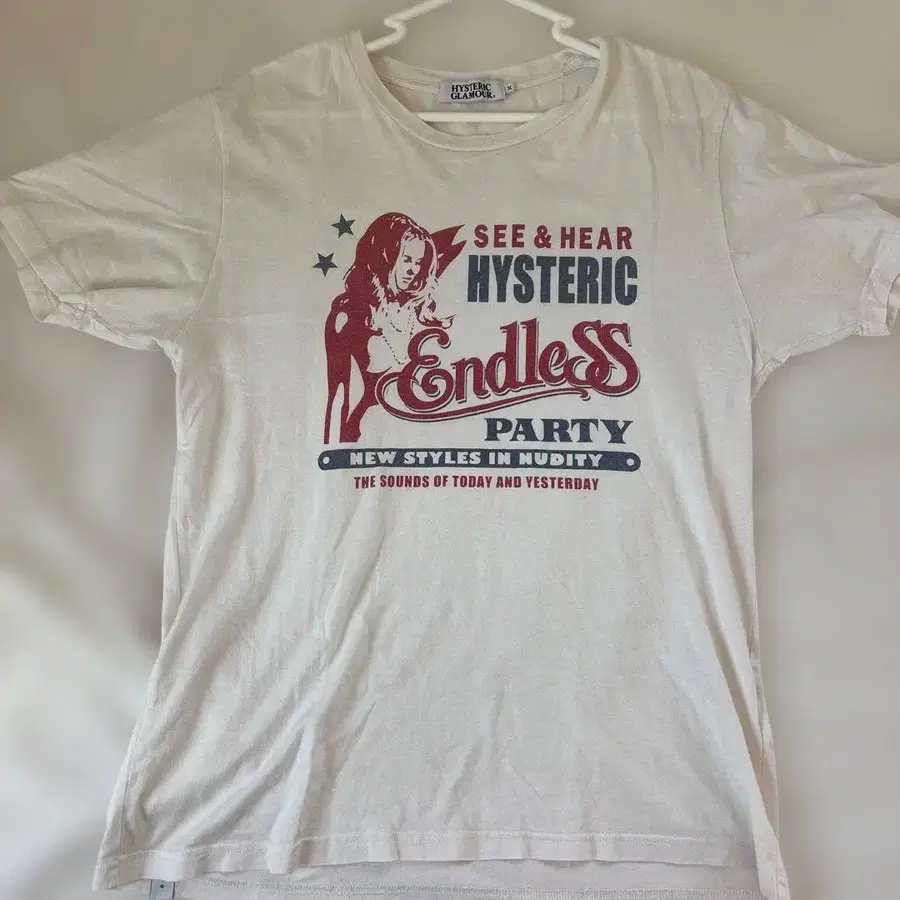 HYSTERIC
GLAMOUR.
SEE & HEAR
HYSTERIC
Endless
PARTY
NEW STYLES IN NUDITY
THE SOUNDS OF TODAY AND YESTERDAY